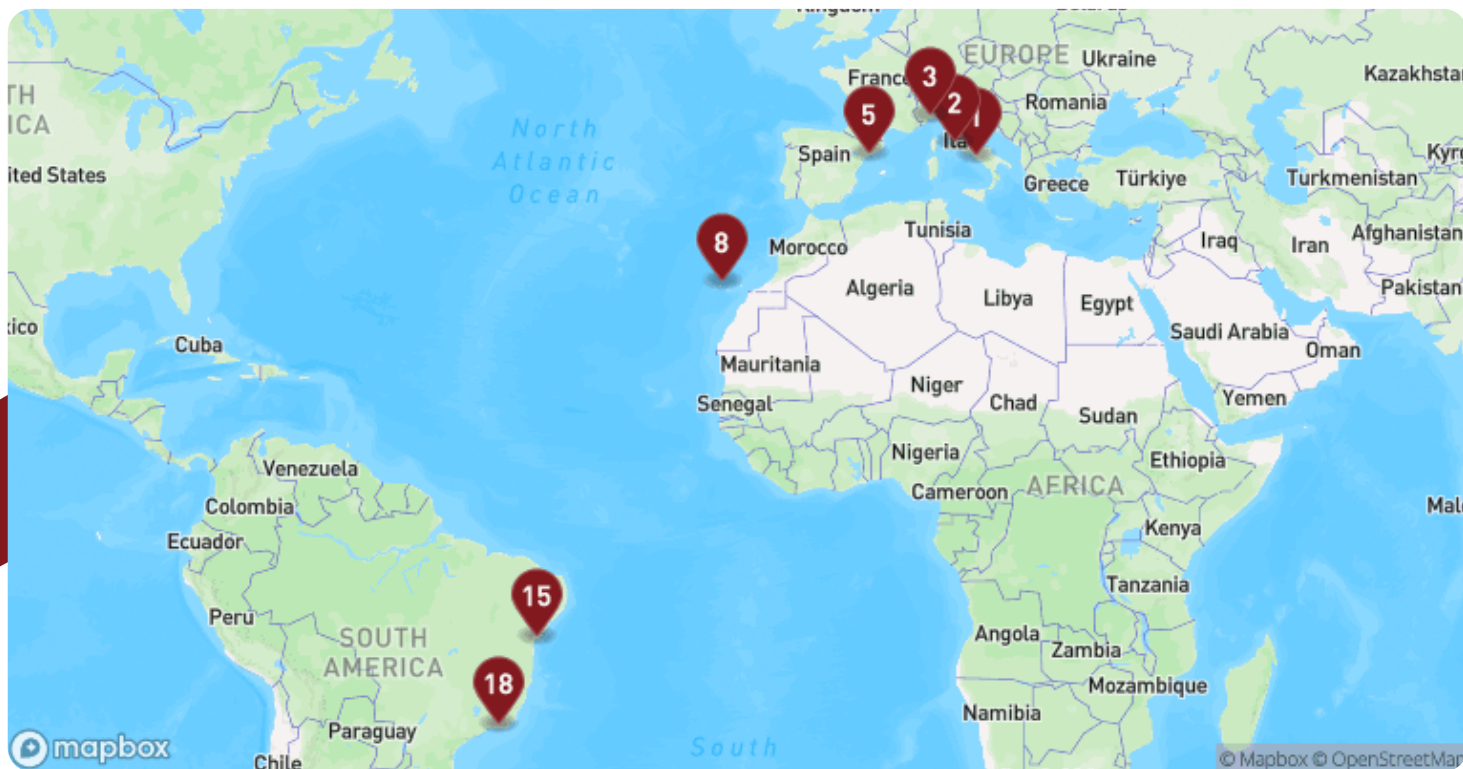 Kingdom
Belarus
EUROPE
Ukraine
France
3
Kazakhsta
2
1
Romania
5
TH
ICA
North
Atlantic
Ocean
Spain
Ita
Kyrg
ited States
Greece
Türkiye
Turkmenistan
8
Morocco
Tunisia
Iraq
Iran
Afghanistan
Algeria
Libya
Egypt
Pakistan
xico
Cuba
Saudi Arabia
Oman
Mauritania
Niger
Chad
Senegal
Sudan
Yemen
Nigeria
Ethiopia
Venezuela
Cameroon
AFRICA
Colombia
Mal
Kenya
Ecuador
15
Tanzania
Peru
SOUTH
AMERICA
Angola
Zambia
18
Mozambique
Namibia
Paraguay
mapbox
South
Chile
© Mapbox © OpenStreetMap